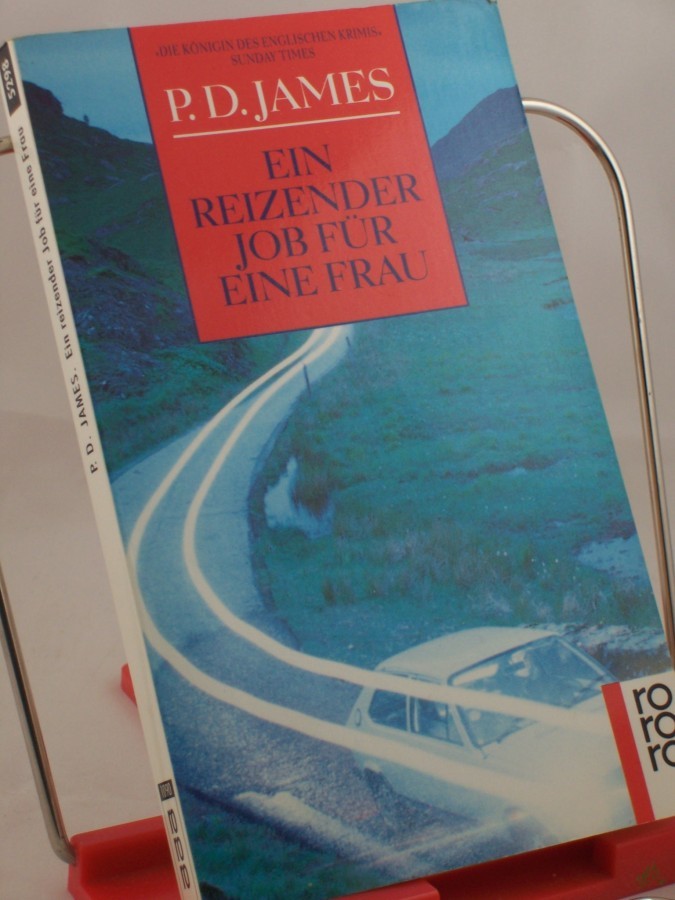 »DIE KÖNIGIN DES ENGLISCHEN KRIMIS«
SUNDAY TIMES
P. D. JAMES
EIN
REIZENDER
JOB FÜR
EINE FRAU
ro
ro
ro
5298
P. D. JAMES. Ein reizender Job für eine Frau